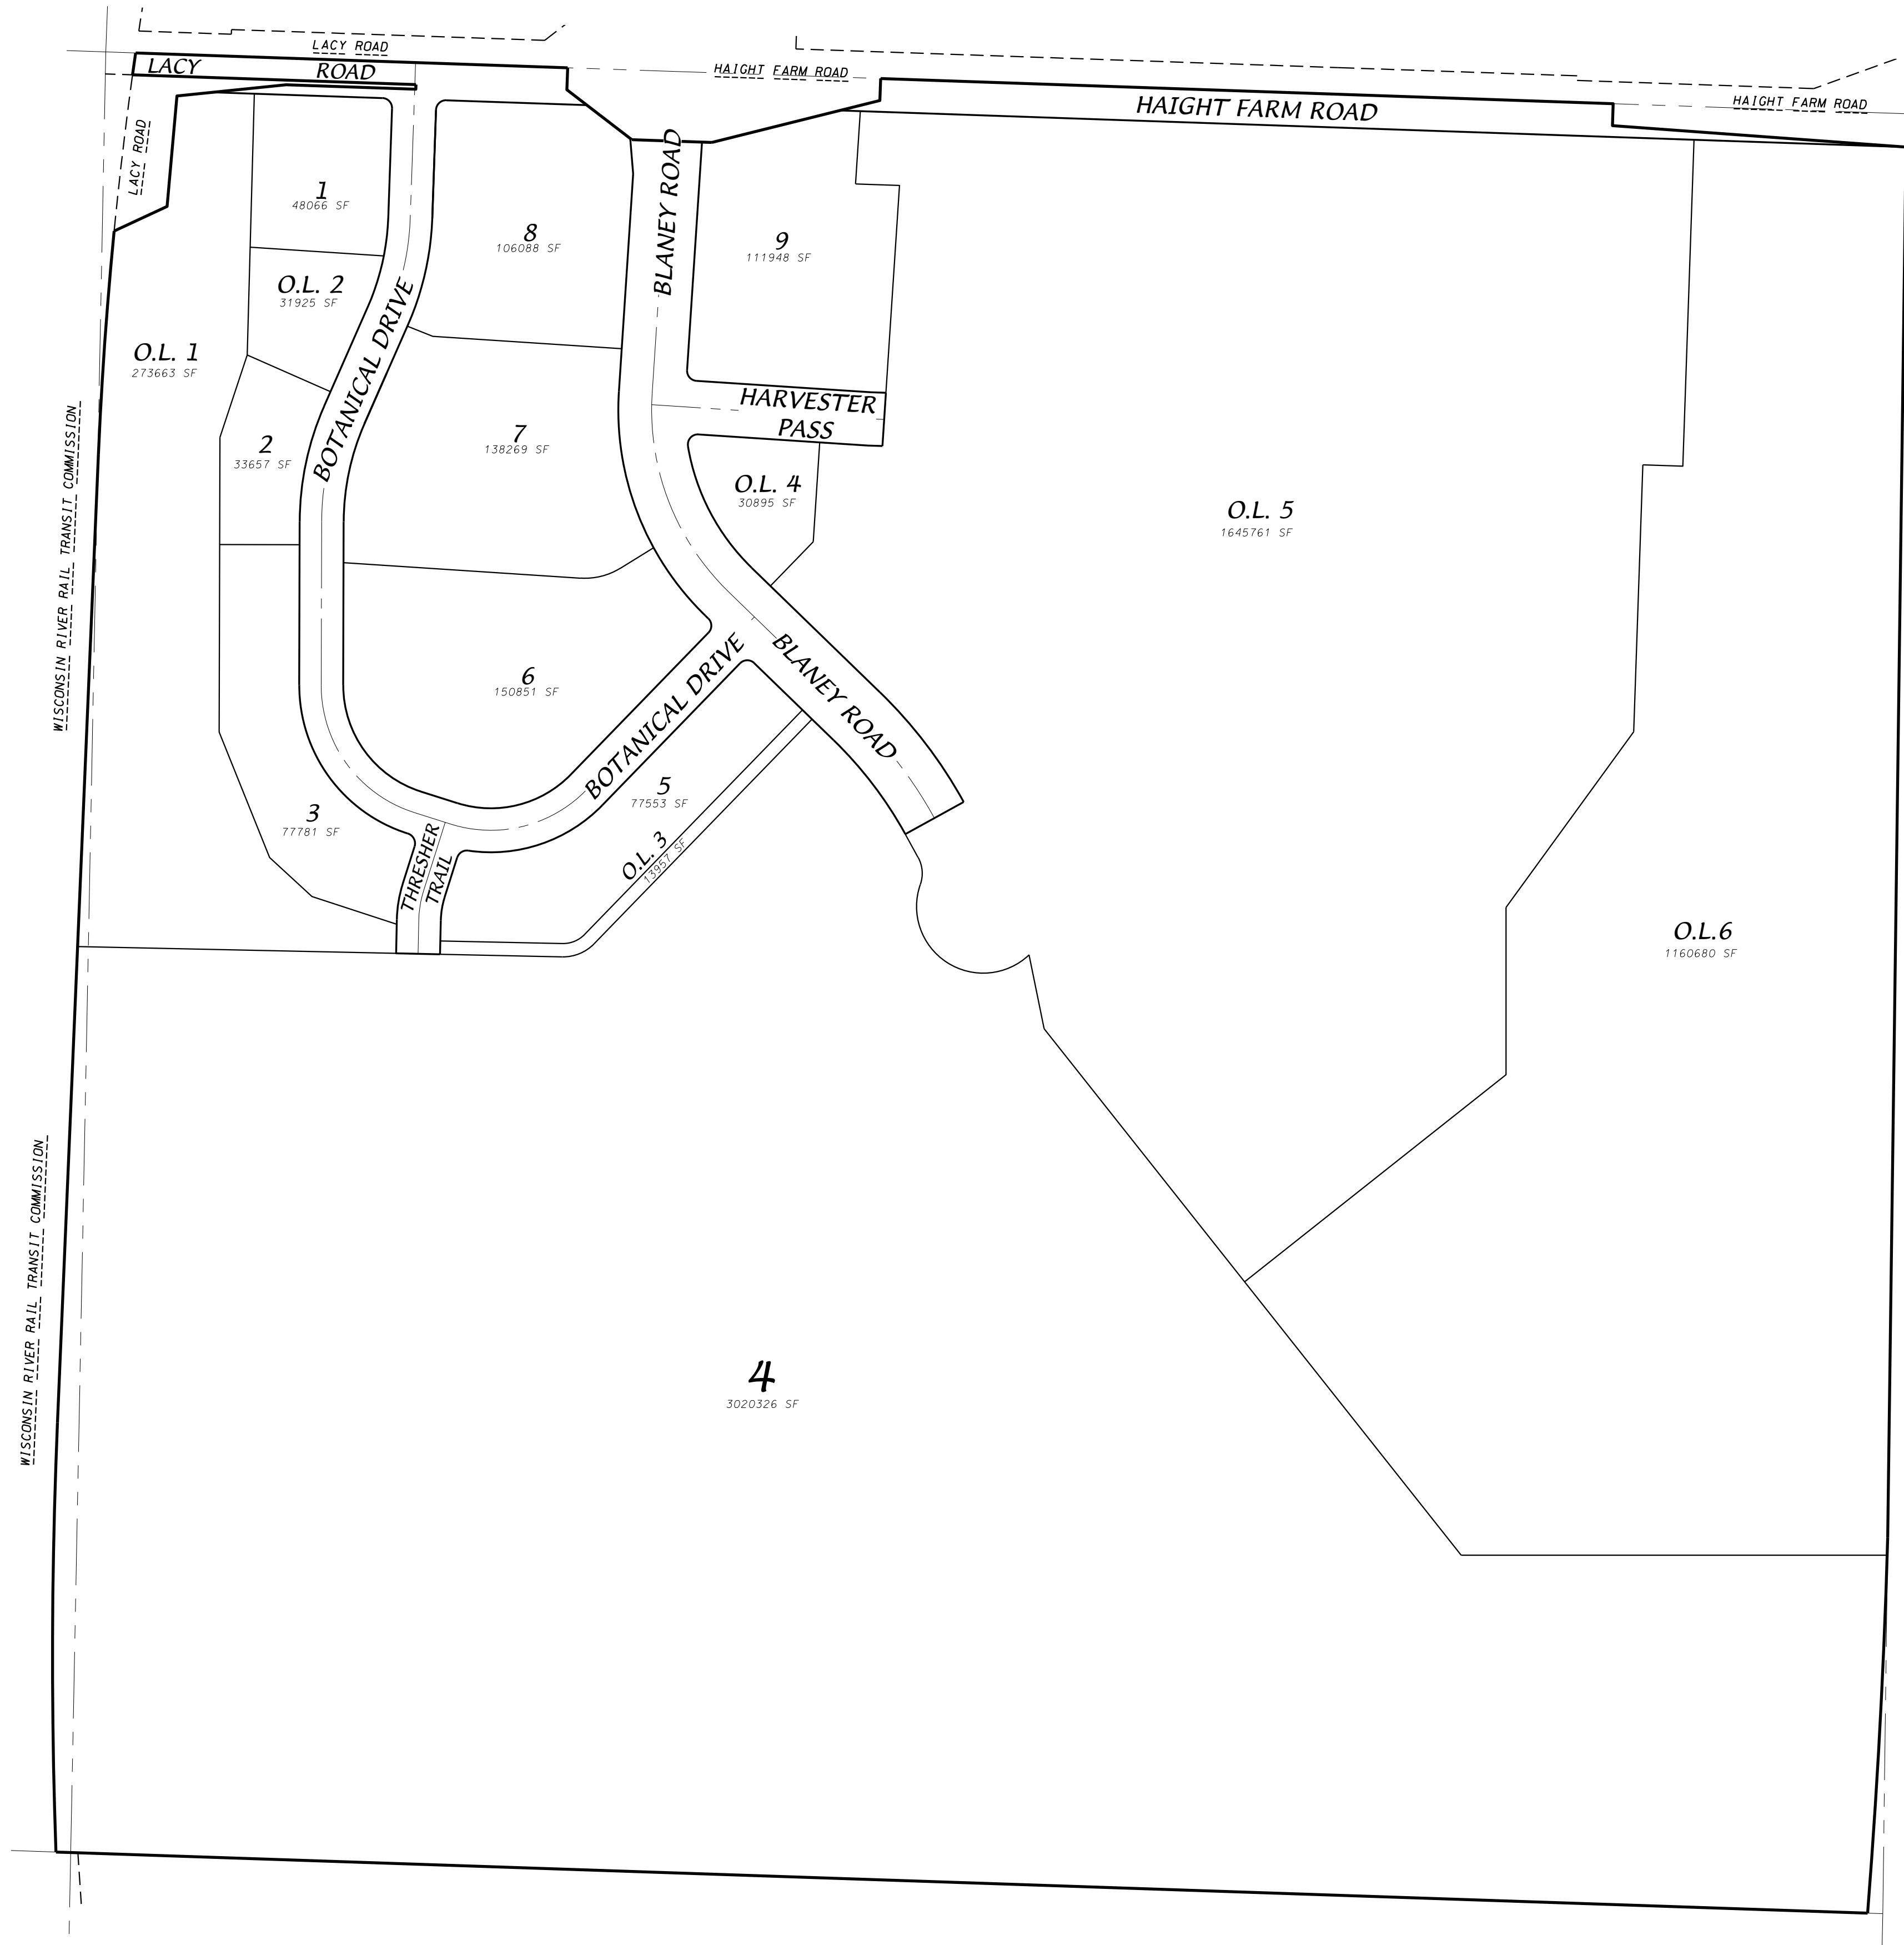 LACY ROAD
HAIGHT FARM ROAD
HAIGHT FARM ROAD
LACY ROAD
HAIGHT FARM ROAD
LACY ROAD
BLANEY ROAD
1
48066 SF
8
106088 SF
9
111948 SF
O.L. 2
31925 SF
BOTANICAL DRIVE
O.L. 1
273663 SF
HARVESTER
PASS
2
33657 SF
7
138269 SF
O.L. 4
30895 SF
O.L. 5
1645761 SF
WISCONSIN RIVER RAIL TRANSIT COMMISSION
6
150851 SF
BOTANICAL DRIVE
BLANEY ROAD
5
77553 SF
3
77781 SF
THRESHER
TRAIL
O.L. 3
13957 SF
O.L.6
1160680 SF
WISCONSIN RIVER RAIL TRANSIT COMMISSION
4
3020326 SF